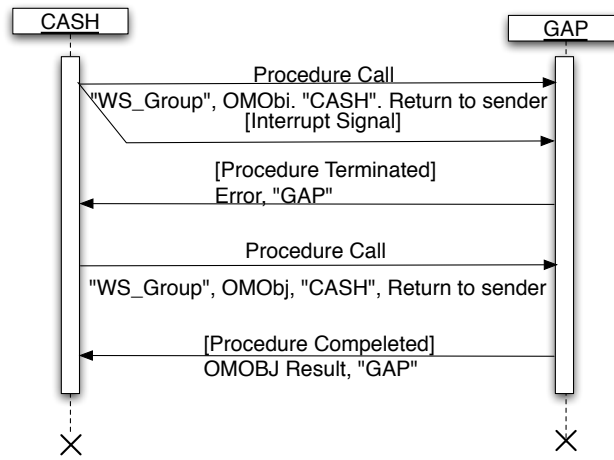 CASH
GAP
Procedure Call
"WS_Group", OMObi. "CASH". Return to sender
[Interrupt Signal]
[Procedure Terminated]
Error, "GAP"
Procedure Call
"WS_Group", OMObj, "CASH", Return to sender
[Procedure Compeleted]
OMOBJ Result, "GAP"